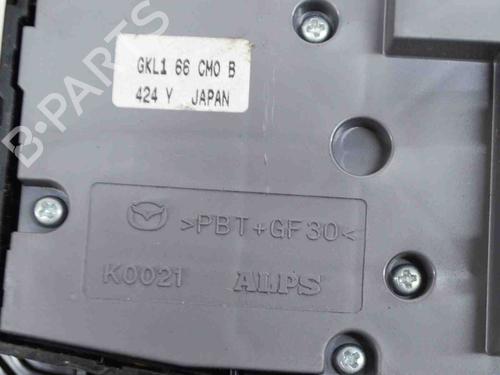 GKL1 66 CM0 B
424 Y JAPAN
>PBT+GF30<
K0021 ALPS
B-PARTS